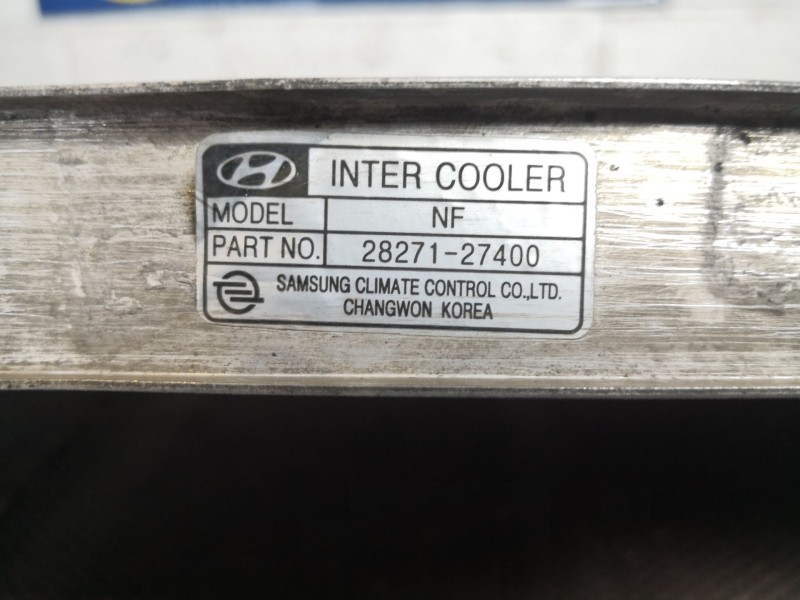 INTER COOLER
MODEL NF
PART NO. 28271-27400
SAMSUNG CLIMATE CONTROL CO.,LTD.
CHANGWON KOREA